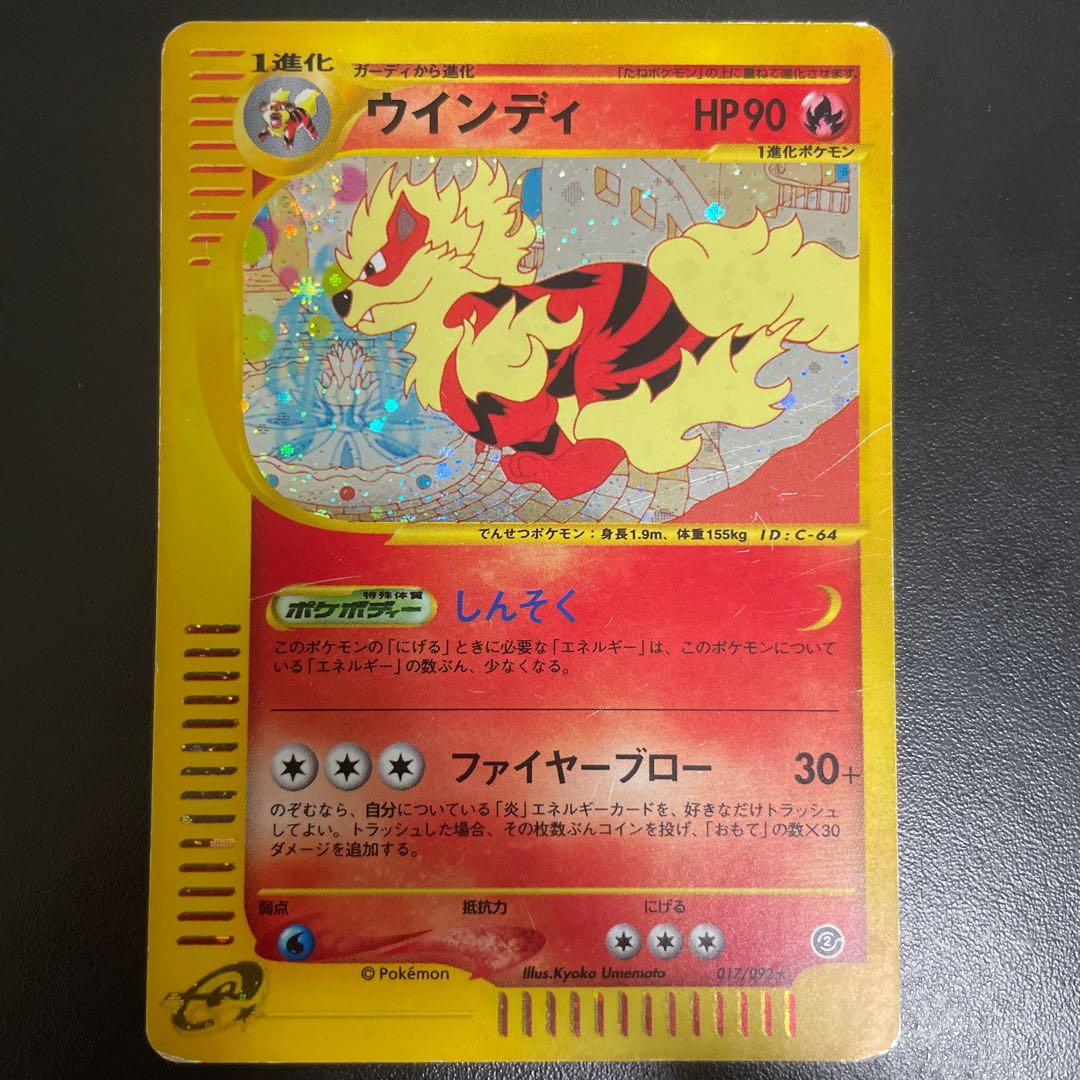 1進化
ガーディから進化
「たねポケモン」の上に重ねて進化させます。
ウインディ
HP90
1進化ポケモン
でんせつポケモン：身長1.9m、体重155kg ID：C-64
特殊体質
ポケボディー
しんそく
このポケモンの「にげる」ときに必要な「エネルギー」は、このポケモンについて
いる「エネルギー」の数ぶん、少なくなる。
ファイヤーブロー
30+
のぞむなら、自分についている「炎」エネルギーカードを、好きなだけトラッシュ
してよい。トラッシュした場合、その枚数ぶんコインを投げ、「おもて」の数×30
ダメージを追加する。
弱点
抵抗力
にげる
2
©Pokémon
Illus.Kyoko Umemoto
017/092★
e